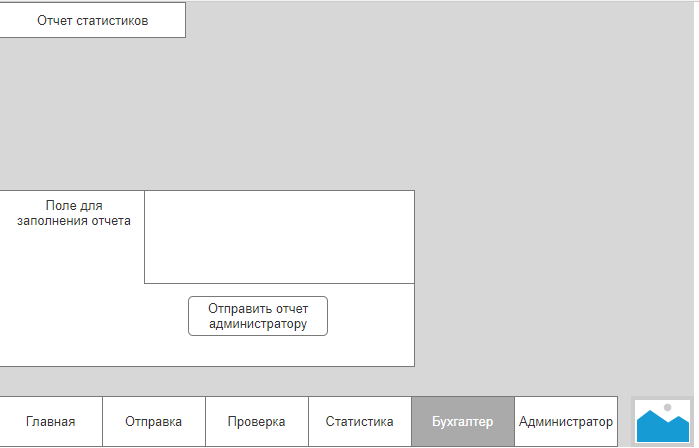 Отчет статистиков
Поле для
заполнения отчета
Отправить отчет
администратору
Главная
Отправка
Проверка
Статистика
Бухгалтер
Администратор